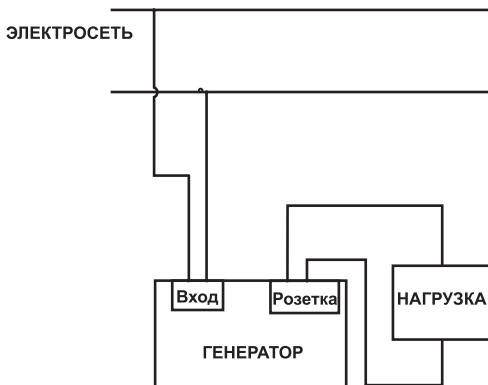 ЭЛЕКТРОСЕТЬ
Вход
Розетка
НАГРУЗКА
ГЕНЕРАТОР